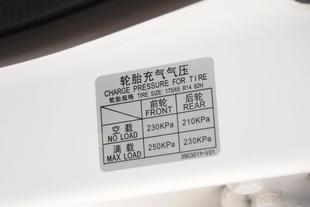 轮胎充气气压
CHARGE PRESSURE FOR TIRE
轮胎规格 TIRE SIZE: 175/65 R14 82H
前轮 后轮
FRONT REAR
空载 230KPa 210KPa
NO LOAD
满载 250KPa 230KPa
MAX LOAD
3903011-V01